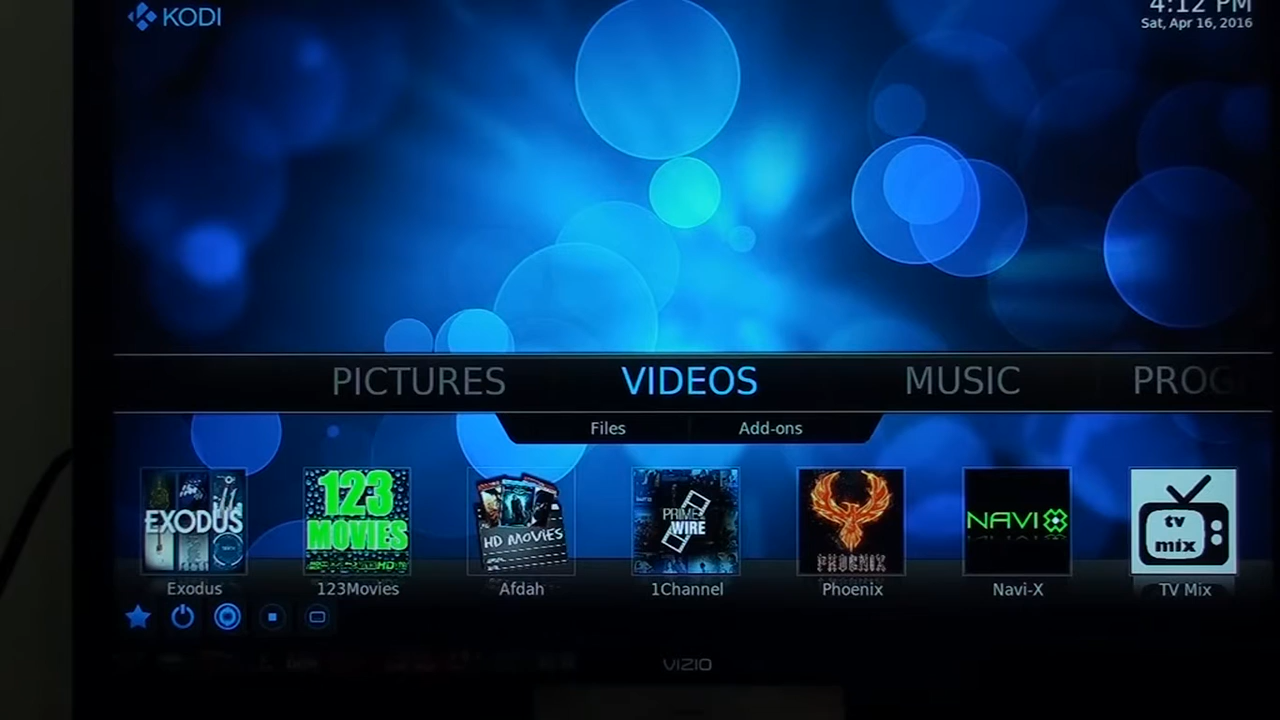 KODI
4:12 PM
Sat, Apr 16, 2016
PICTURES VIDEOS MUSIC PROG
Files Add-ons
EXODUS
123 MOVIES
HD MOVIES
PRIME WIRE
PHOENIX
NAVI X
tv mix
Exodus 123Movies Afdah 1Channel Phoenix Navi-X TV Mix
VIZIO